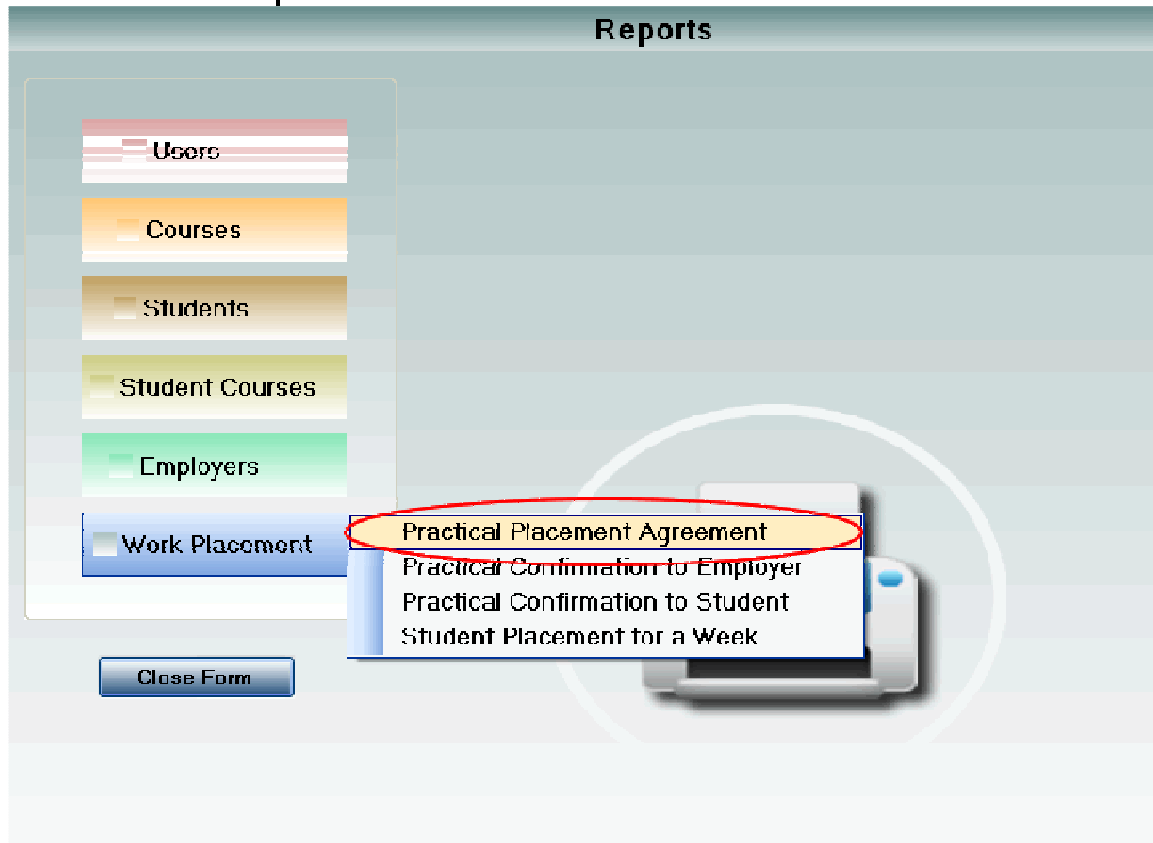 Reports
Users
Courses
Students
Student Courses
Employers
Work Placement
Practical Placement Agreement
Practical Confirmation to Employer
Practical Confirmation to Student
Student Placement for a Week
Close Form